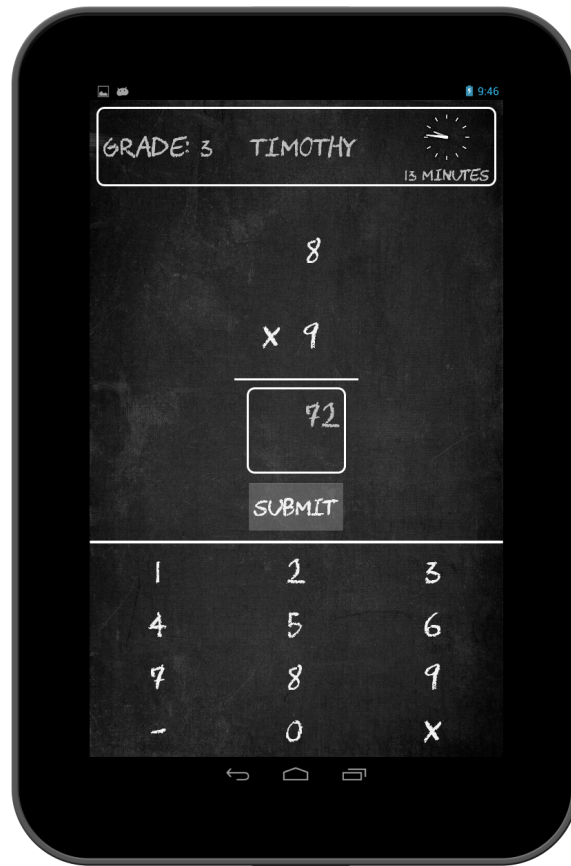 9:46
GRADE: 3 TIMOTHY
13 MINUTES
8
x 9
72
SUBMIT
1 2 3
4 5 6
7 8 9
- 0 X